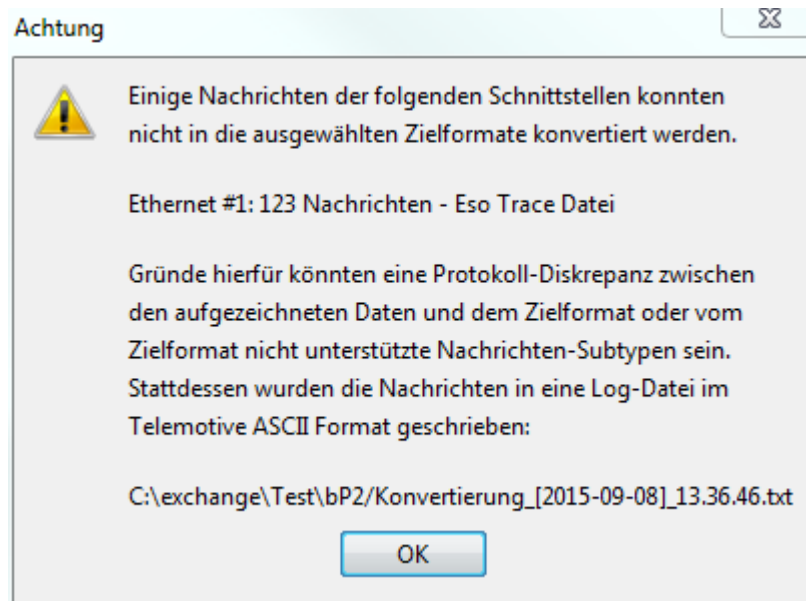 Achtung
Einige Nachrichten der folgenden Schnittstellen konnten
nicht in die ausgewählten Zielformate konvertiert werden.
Ethernet #1: 123 Nachrichten - Eso Trace Datei
Gründe hierfür könnten eine Protokoll-Diskrepanz zwischen
den aufgezeichneten Daten und dem Zielformat oder vom
Zielformat nicht unterstützte Nachrichten-Subtypen sein.
Stattdessen wurden die Nachrichten in eine Log-Datei im
Telemotive ASCII Format geschrieben:
C:\exchange\Test\bP2/Konvertierung_[2015-09-08]_13.36.46.txt
OK